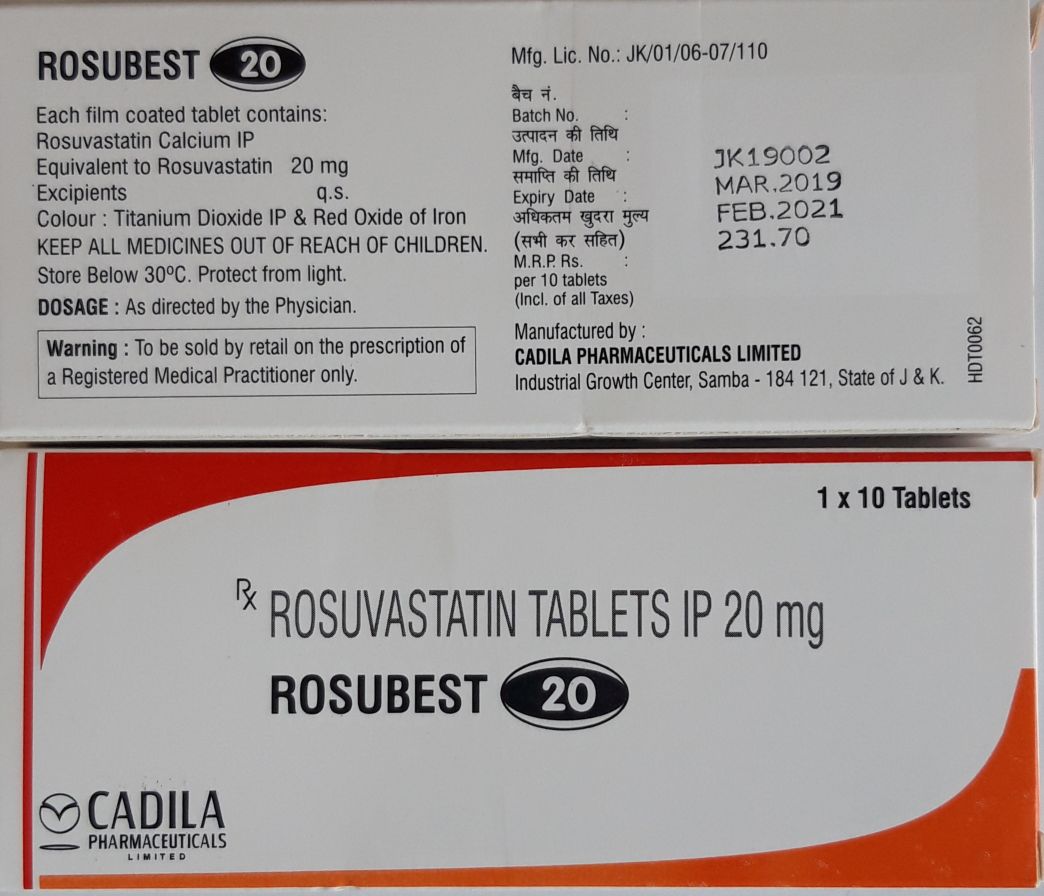 ROSUBEST 20
Each film coated tablet contains:
Rosuvastatin Calcium IP
Equivalent to Rosuvastatin 20 mg
Excipients q.s.
Colour : Titanium Dioxide IP & Red Oxide of Iron
KEEP ALL MEDICINES OUT OF REACH OF CHILDREN.
Store Below 30ºC. Protect from light.
DOSAGE : As directed by the Physician.
Warning : To be sold by retail on the prescription of
a Registered Medical Practitioner only.
Mfg. Lic. No.: JK/01/06-07/110
बैच नं.
Batch No. :
उत्पादन की तिथि
Mfg. Date : JK19002
समाप्ति की तिथि
Expiry Date : MAR.2019
अधिकतम खुदरा मुल्य FEB.2021
(सभी कर सहित) 231.70
M.R.P. Rs. :
per 10 tablets
(Incl. of all Taxes)
Manufactured by :
CADILA PHARMACEUTICALS LIMITED
Industrial Growth Center, Samba - 184 121, State of J & K.
HDT0062
1 x 10 Tablets
Rx ROSUVASTATIN TABLETS IP 20 mg
ROSUBEST 20
CADILA
PHARMACEUTICALS
LIMITED